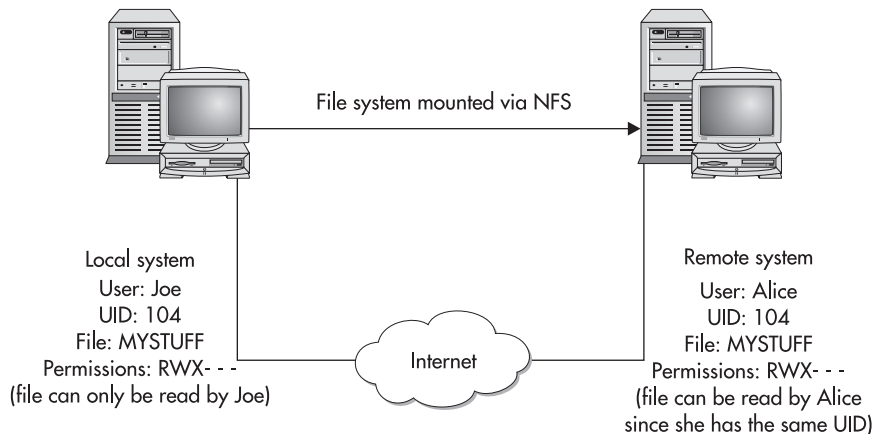 File system mounted via NFS
Local system
User: Joe
UID: 104
File: MYSTUFF
Permissions: RWX- - -
(file can only be read by Joe)
Internet
Remote system
User: Alice
UID: 104
File: MYSTUFF
Permissions: RWX- - -
(file can be read by Alice
since she has the same UID)